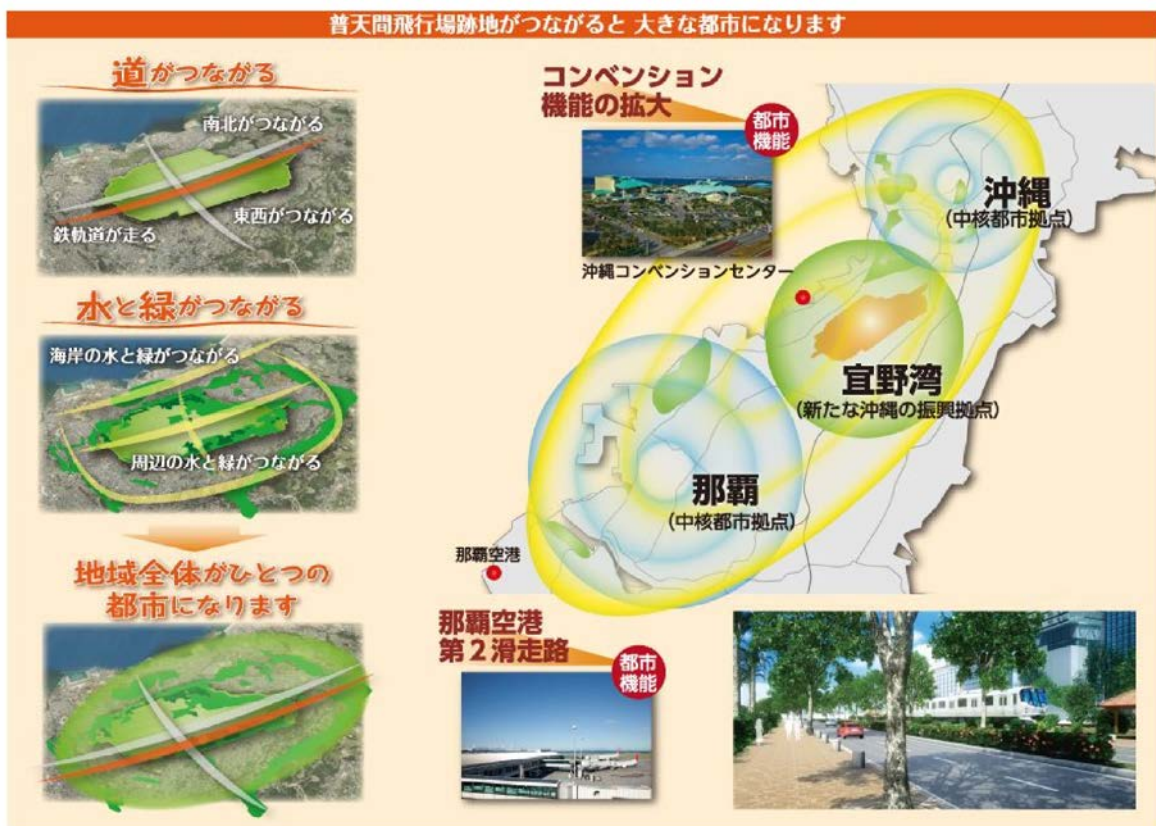 普天間飛行場跡地がつながると 大きな都市になります
道がつながる
南北がつながる
東西がつながる
鉄軌道が走る
水と緑がつながる
海岸の水と緑がつながる
周辺の水と緑がつながる
地域全体がひとつの
都市になります
コンベンション
機能の拡大
都市
機能
沖縄コンベンションセンター
沖縄
(中核都市拠点)
宜野湾
(新たな沖縄の振興拠点)
那覇
(中核都市拠点)
那覇空港
那覇空港
第2滑走路
都市
機能